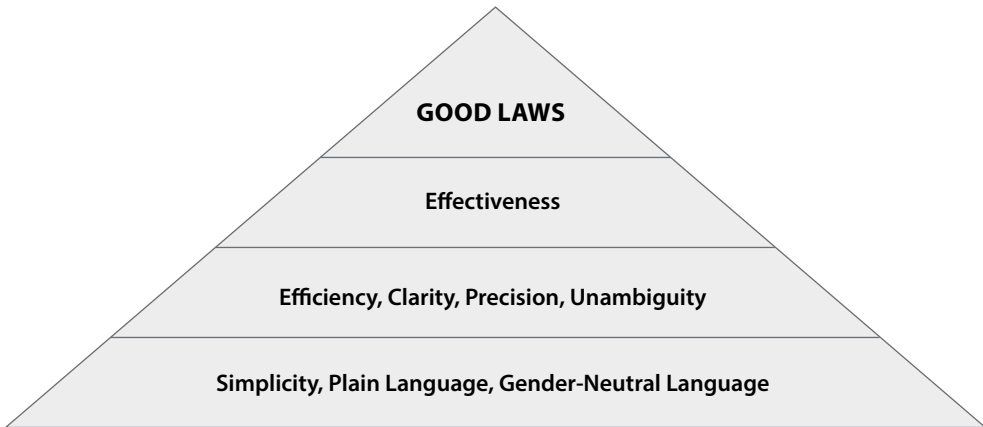 GOOD LAWS
Effectiveness
Efficiency, Clarity, Precision, Unambiguity
Simplicity, Plain Language, Gender-Neutral Language